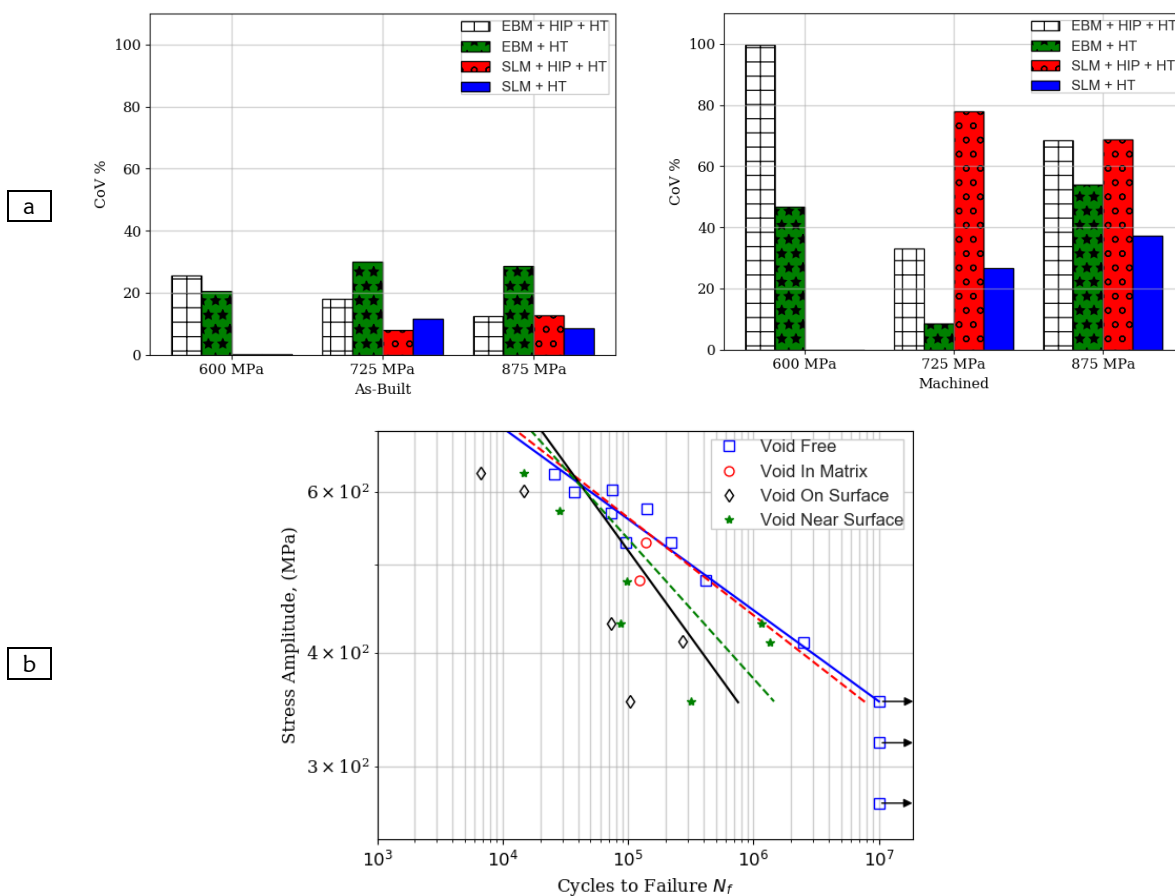 EBM + HIP + HT
EBM + HT
SLM + HIP + HT
SLM + HT
100
80
60
40
20
0
CoV %
600 MPa
725 MPa
875 MPa
As-Built
EBM + HIP + HT
EBM + HT
SLM + HIP + HT
SLM + HT
100
80
60
40
20
0
CoV %
600 MPa
725 MPa
875 MPa
Machined
a
Void Free
Void In Matrix
Void On Surface
Void Near Surface
6 × 10²
4 × 10²
3 × 10²
Stress Amplitude, (MPa)
10³
10⁴
10⁵
10⁶
10⁷
Cycles to Failure N_f
b